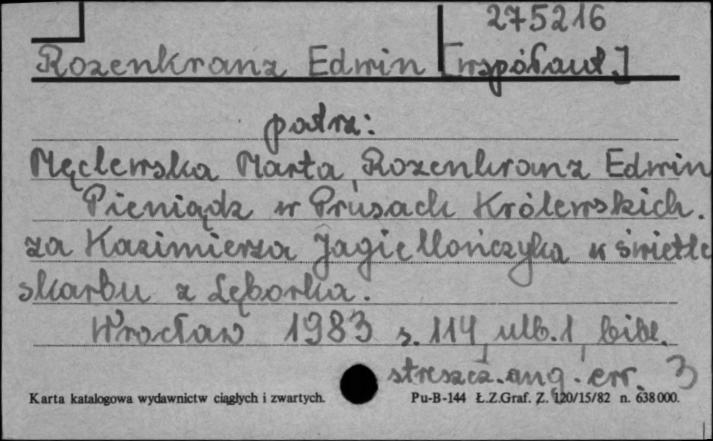 275216
Rozenkranz Edwin [współaut.]
patrz:
Męclewska Marta, Rozenkranz Edwin
Pieniądz w Prusach Królewskich.
za Kazimierza Jagiellończyka w świetle
skarbu z Lęborka.
Wrocław 1983 s. 114, ulb. 1, bibl.
streszcz. ang. err. 3
Karta katalogowa wydawnictw ciągłych i zwartych. Pu-B-144 Ł.Z.Graf. Z. 120/15/82 n. 638000.